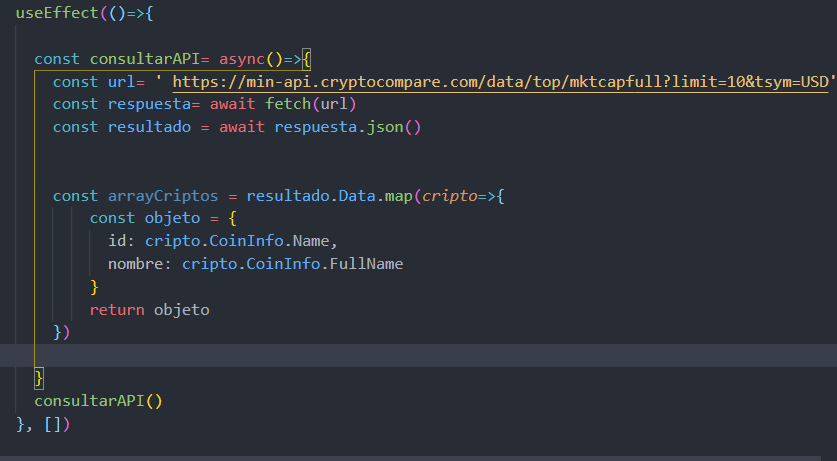 useEffect(()=>{
const consultarAPI= async()=>{
const url= ' https://min-api.cryptocompare.com/data/top/mktcapfull?limit=10&tsym=USD'
const respuesta= await fetch(url)
const resultado = await respuesta.json()
const arrayCriptos = resultado.Data.map(cripto=>{
const objeto = {
id: cripto.CoinInfo.Name,
nombre: cripto.CoinInfo.FullName
}
return objeto
})
}
consultarAPI()
}, [])